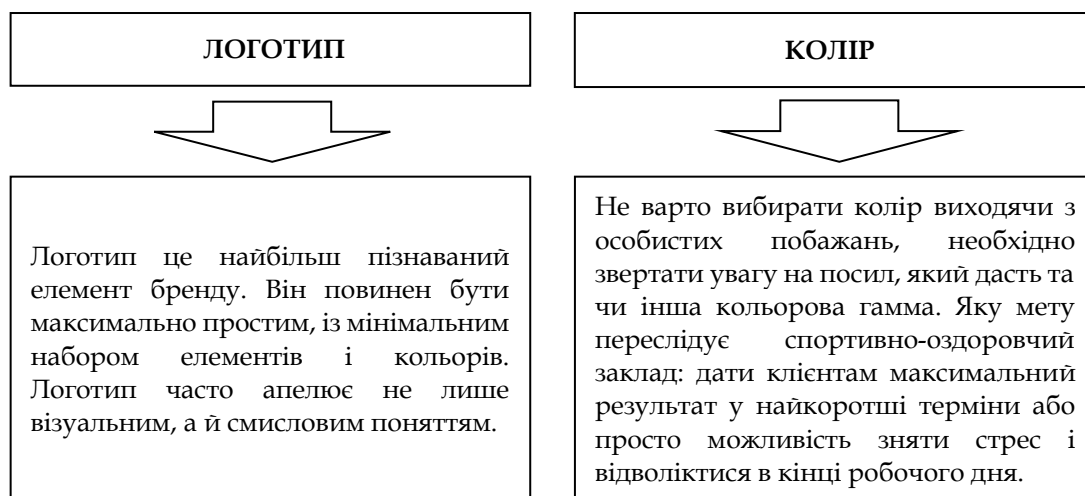 ЛОГОТИП
Логотип це найбільш пізнаваний
елемент бренду. Він повинен бути
максимально простим, із мінімальним
набором елементів і кольорів.
Логотип часто апелює не лише
візуальним, а й смисловим поняттям.
КОЛІР
Не варто вибирати колір виходячи з
особистих побажань, необхідно
звертати увагу на посил, який дасть та
чи інша кольорова гамма. Яку мету
переслідує спортивно-оздоровчий
заклад: дати клієнтам максимальний
результат у найкоротші терміни або
просто можливість зняти стрес і
відволіктися в кінці робочого дня.